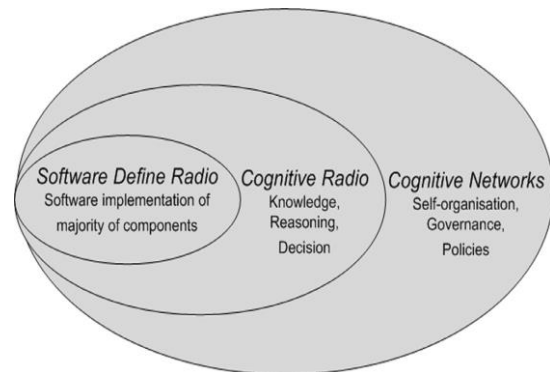 Software Define Radio
Software implementation of
majority of components
Cognitive Radio
Knowledge,
Reasoning,
Decision
Cognitive Networks
Self-organisation,
Governance,
Policies